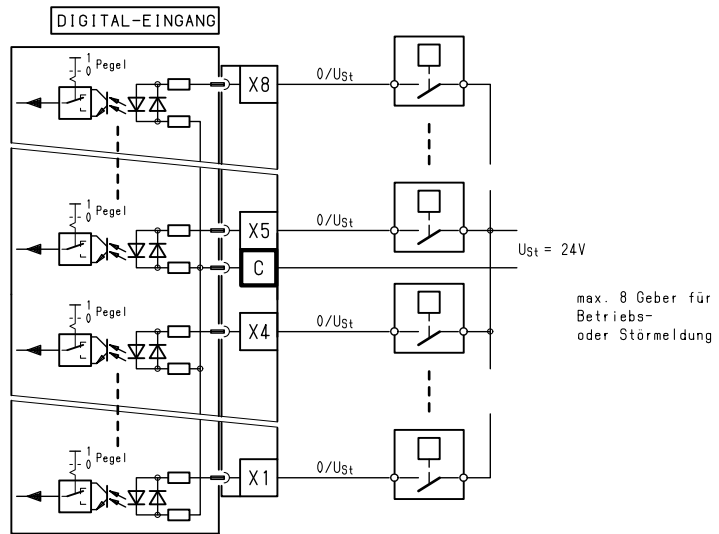 DIGITAL-EINGANG
1
0 Pegel
X8
0/USt
1
0 Pegel
X5
0/USt
C
USt = 24V
max. 8 Geber für
Betriebs-
oder Störmeldung
1
0 Pegel
X4
0/USt
1
0 Pegel
X1
0/USt